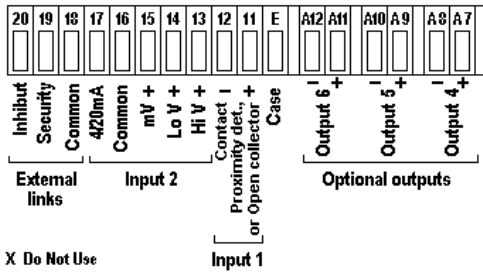 20 19 18 17 16 15 14 13 12 11 E A12 A11 A10 A9 A8 A7
Inhibut
Security
Common
4/20mA
Common
mV +
Lo V +
Hi V +
Contact –
Proximity det.,
or Open collector +
Case
– +
Output 6
– +
Output 5
– +
Output 4
External
links
Input 2
Optional outputs
X Do Not Use
Input 1